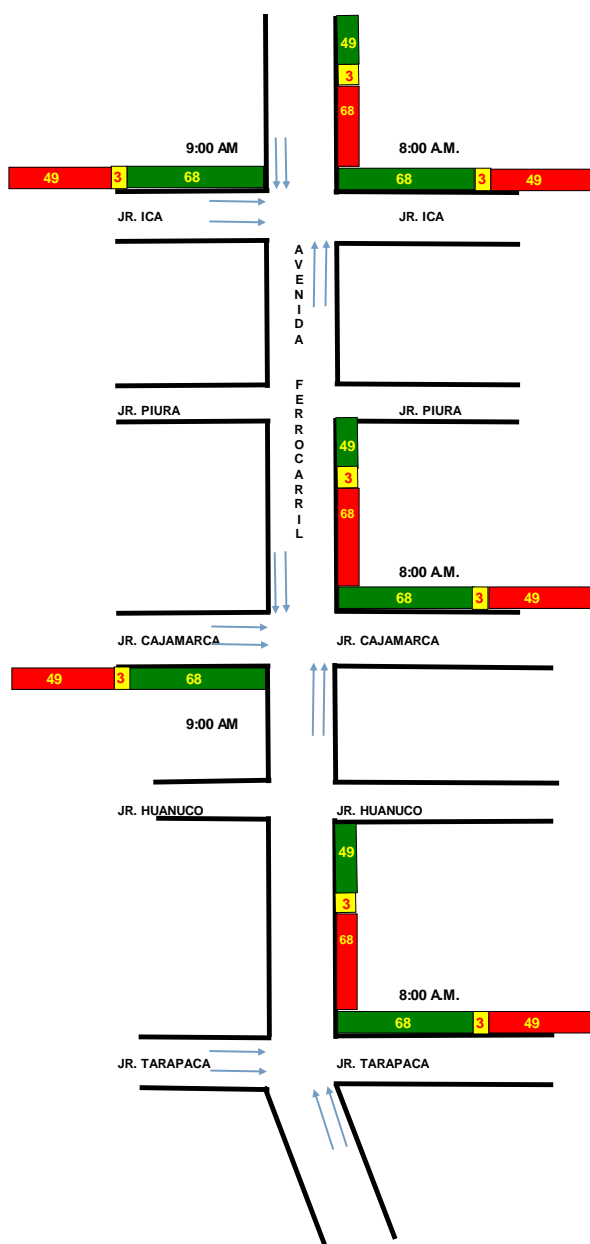 49
3
68
9:00 AM
8:00 A.M.
49 3 68
68 3 49
JR. ICA
JR. ICA
AVENIDA FERROCARRIL
JR. PIURA
JR. PIURA
49
3
68
8:00 A.M.
68 3 49
JR. CAJAMARCA
JR. CAJAMARCA
49 3 68
9:00 AM
JR. HUANUCO
JR. HUANUCO
49
3
68
8:00 A.M.
68 3 49
JR. TARAPACA
JR. TARAPACA